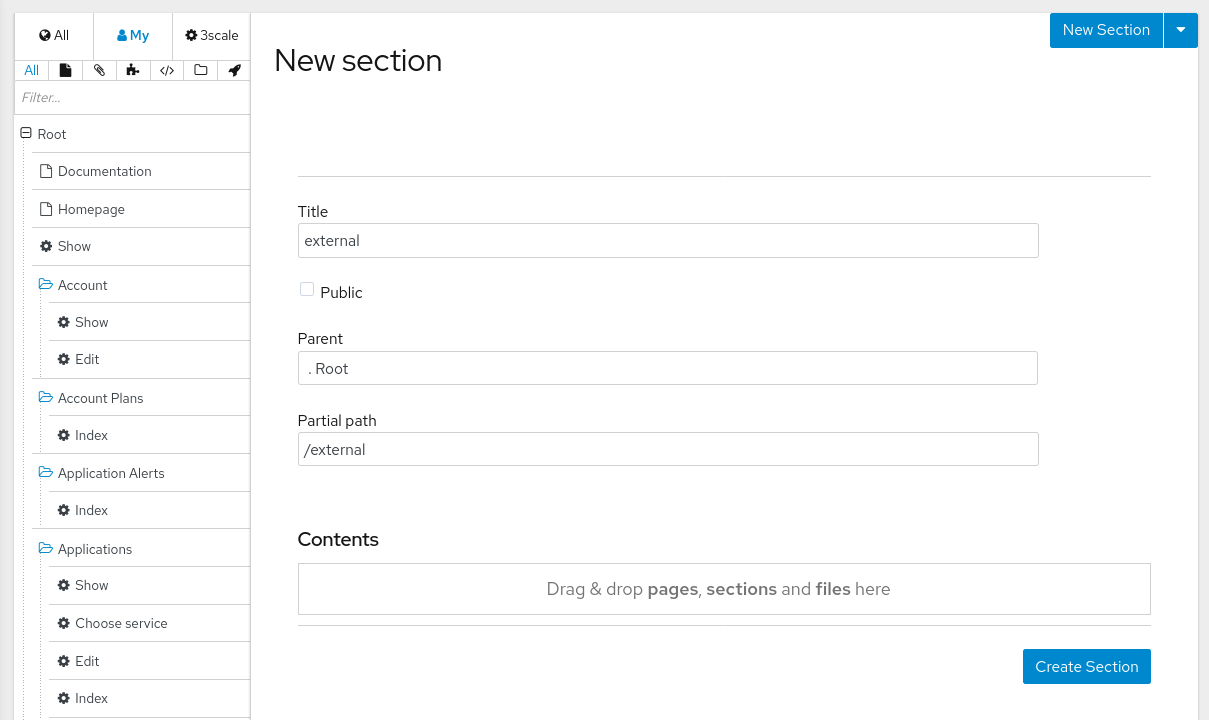 All
My
3scale
All
Filter...
Root
Documentation
Homepage
Show
Account
Show
Edit
Account Plans
Index
Application Alerts
Index
Applications
Show
Choose service
Edit
Index
New Section
New section
Title
external
Public
Parent
. Root
Partial path
/external
Contents
Drag & drop pages, sections and files here
Create Section